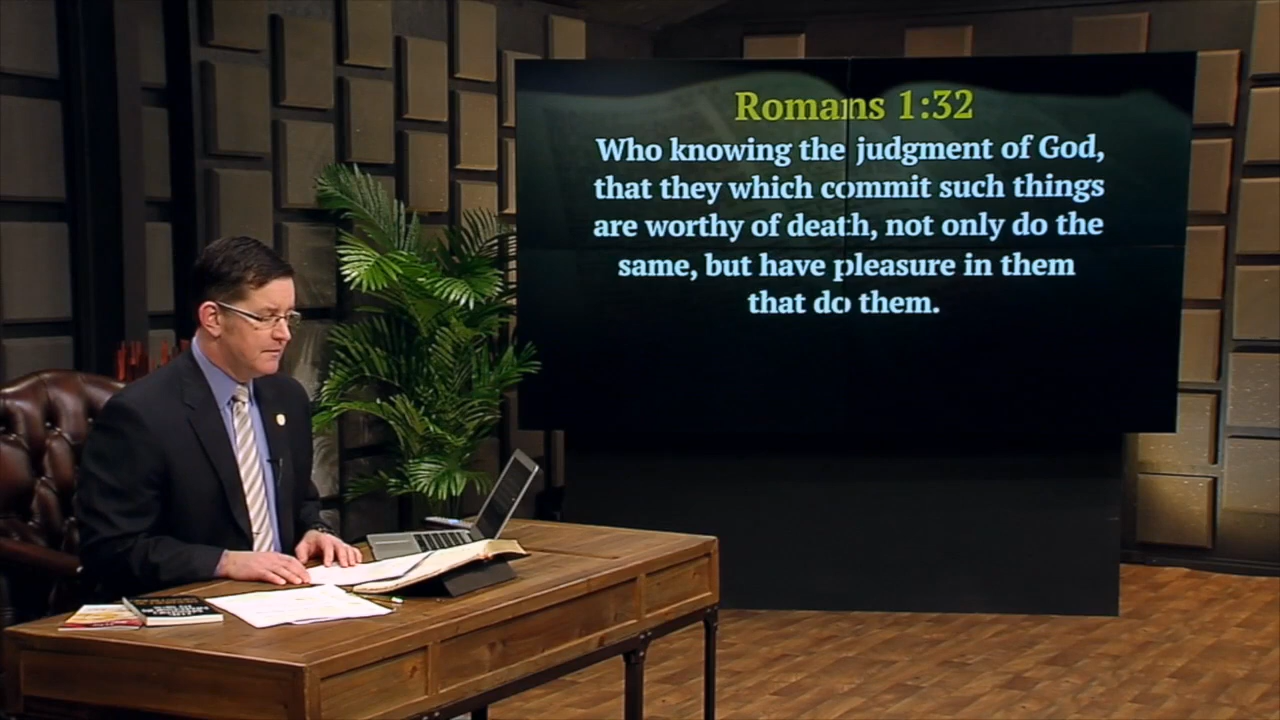 Romans 1:32
Who knowing the judgment of God,
that they which commit such things
are worthy of death, not only do the
same, but have pleasure in them
that do them.